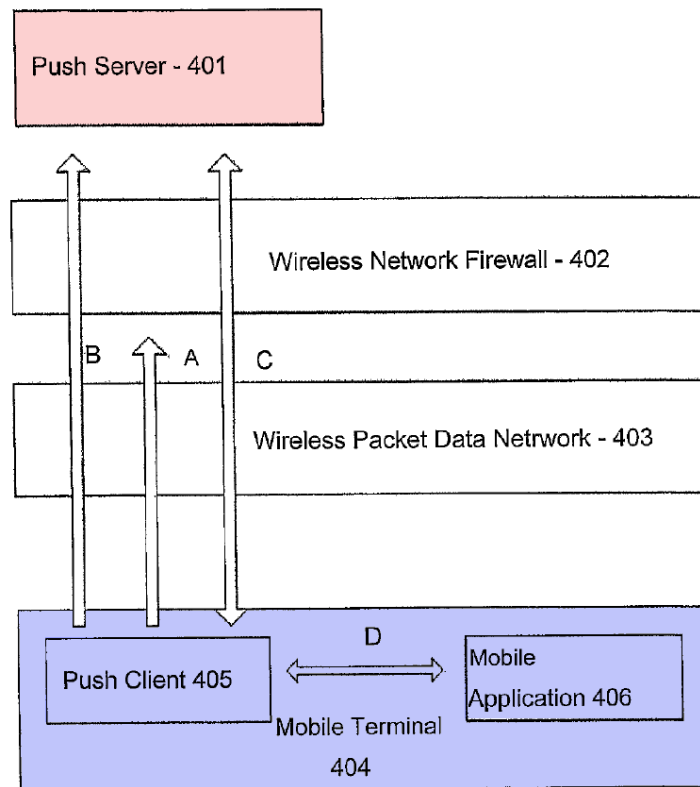 Push Server - 401
Wireless Network Firewall - 402
B
A
C
Wireless Packet Data Netrwork - 403
D
Push Client 405
Mobile
Application 406
Mobile Terminal
404